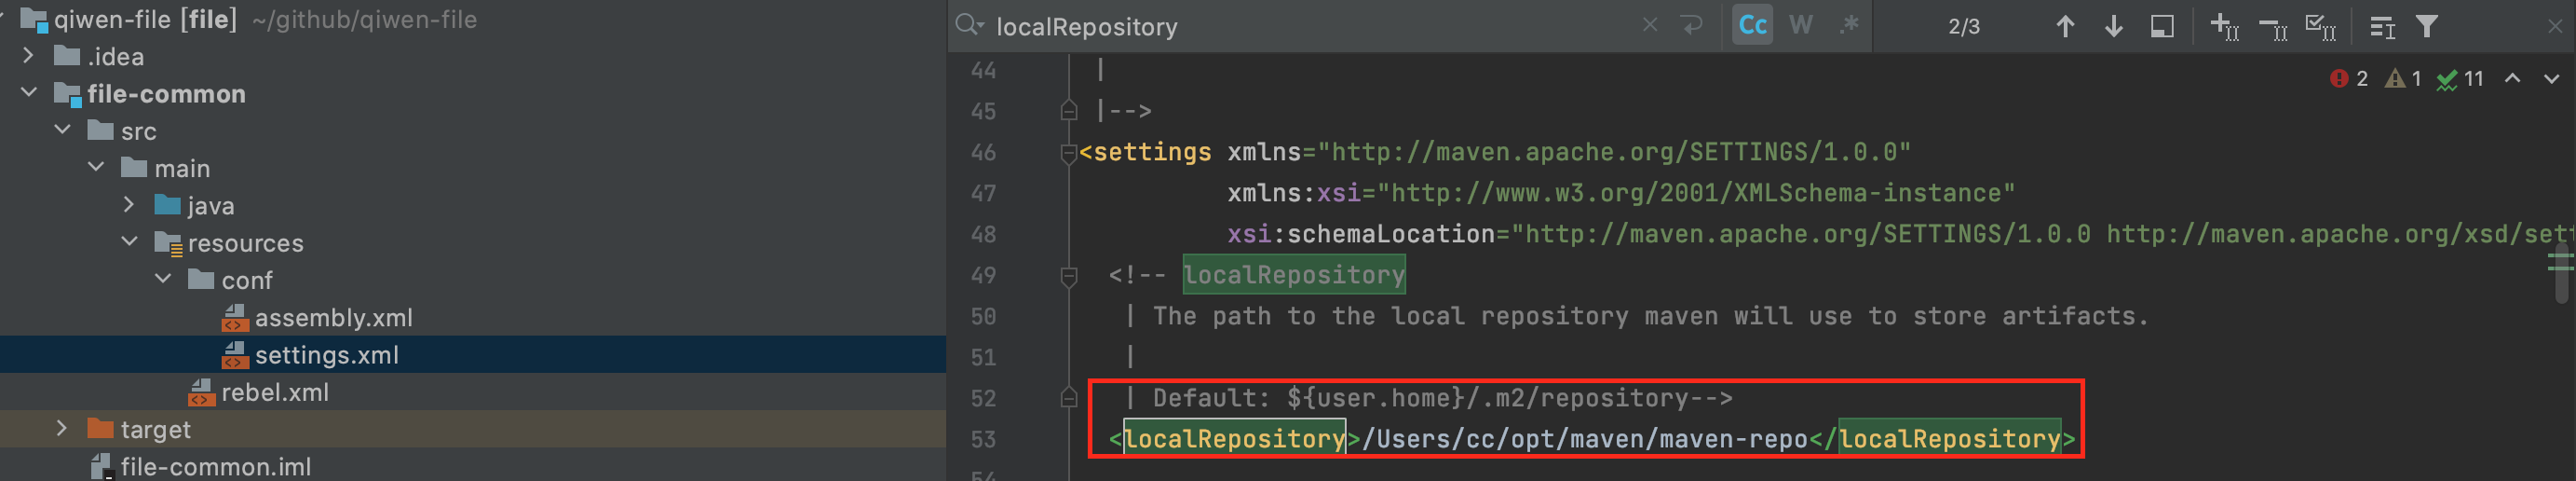 qiwen-file [file] ~/github/qiwen-file
.idea
file-common
src
main
java
resources
conf
assembly.xml
settings.xml
rebel.xml
target
file-common.iml
localRepository
Cc W .* 2/3
2 1 11
44 |
45 |-->
46 <settings xmlns="http://maven.apache.org/SETTINGS/1.0.0"
47 xmlns:xsi="http://www.w3.org/2001/XMLSchema-instance"
48 xsi:schemaLocation="http://maven.apache.org/SETTINGS/1.0.0 http://maven.apache.org/xsd/sett
49 <!-- localRepository
50 | The path to the local repository maven will use to store artifacts.
51 |
52 | Default: ${user.home}/.m2/repository-->
53 <localRepository>/Users/cc/opt/maven/maven-repo</localRepository>
54